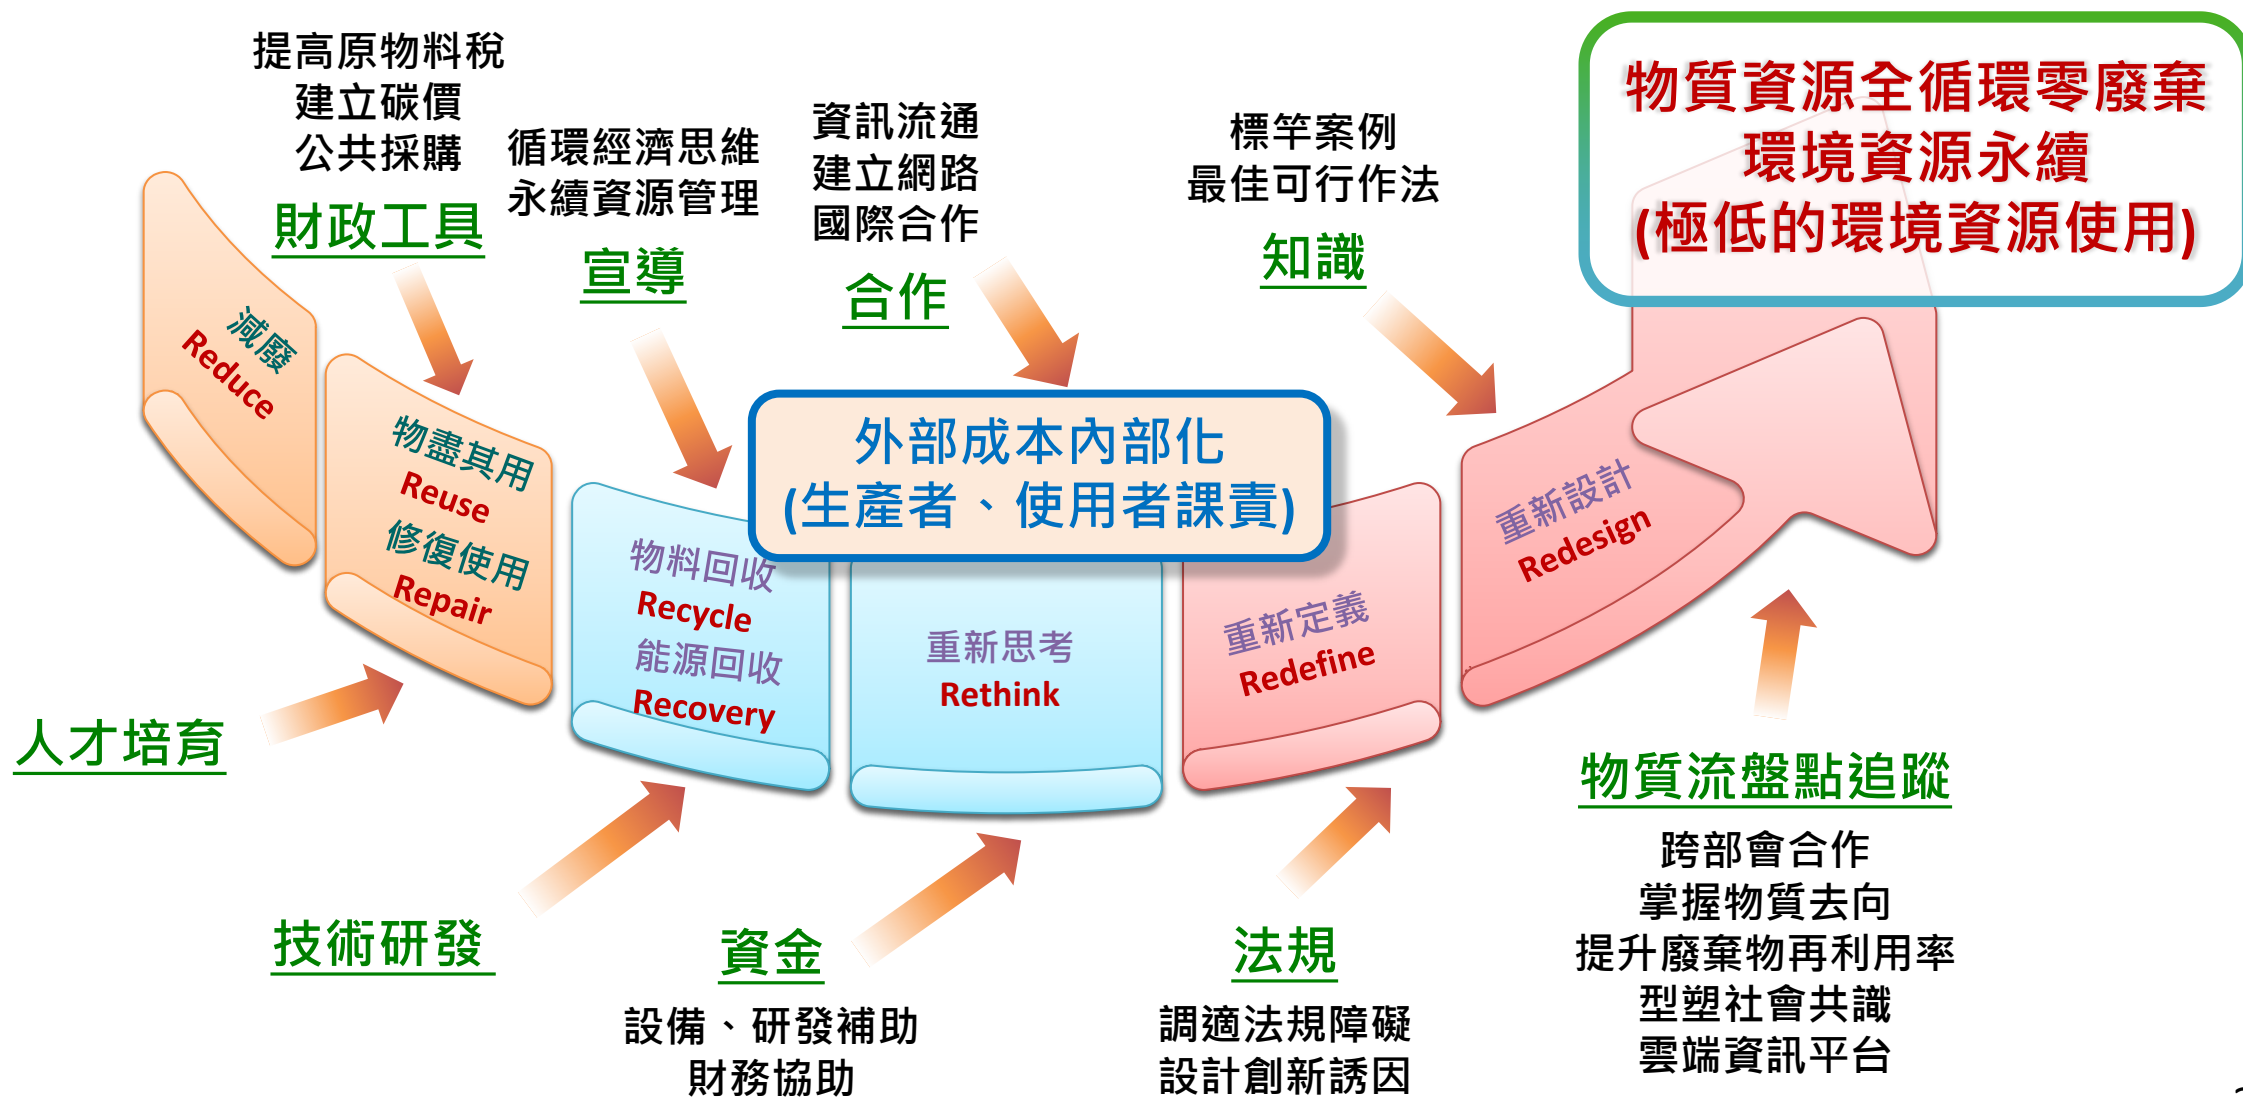 提高原物料稅
建立碳價
公共採購
財政工具
循環經濟思維
永續資源管理
宣導
資訊流通
建立網路
國際合作
合作
標竿案例
最佳可行作法
知識
物質資源全循環零廢棄
環境資源永續
(極低的環境資源使用)
外部成本內部化
(生產者、使用者課責)
減廢
Reduce
物盡其用
Reuse
修復使用
Repair
物料回收
Recycle
能源回收
Recovery
重新思考
Rethink
重新定義
Redefine
重新設計
Redesign
人才培育
技術研發
資金
設備、研發補助
財務協助
法規
調適法規障礙
設計創新誘因
物質流盤點追蹤
跨部會合作
掌握物質去向
提升廢棄物再利用率
型塑社會共識
雲端資訊平台